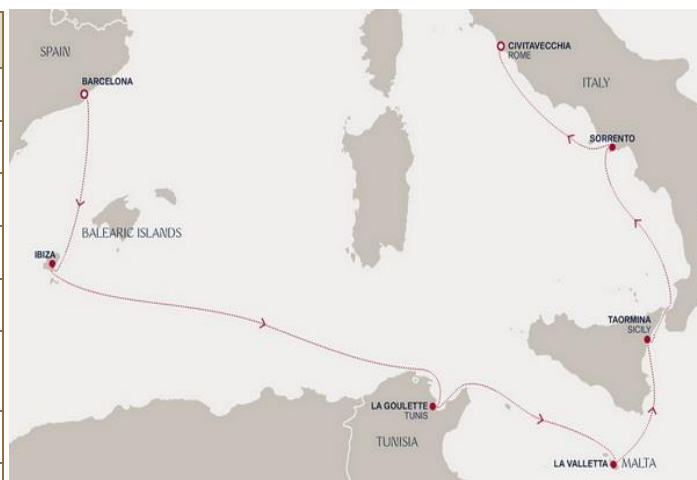 SPAIN
BARCELONA
BALEARIC ISLANDS
IBIZA
CIVITAVECCHIA
ROME
ITALY
SORRENTO
TAORMINA
SICILY
LA GOULETTE
TUNIS
TUNISIA
LA VALLETTA MALTA